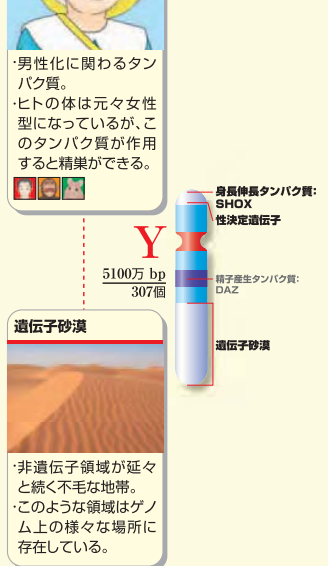 ・男性化に関わるタン
パク質。
・ヒトの体は元々女性
型になっているが、こ
のタンパク質が作用
すると精巣ができる。
Y
5100万 bp
307個
身長伸長タンパク質：
SHOX
性決定遺伝子
精子産生タンパク質：
DAZ
遺伝子砂漠
遺伝子砂漠
・非遺伝子領域が延々
と続く不毛な地帯。
・このような領域はゲノ
ム上の様々な場所に
存在している。